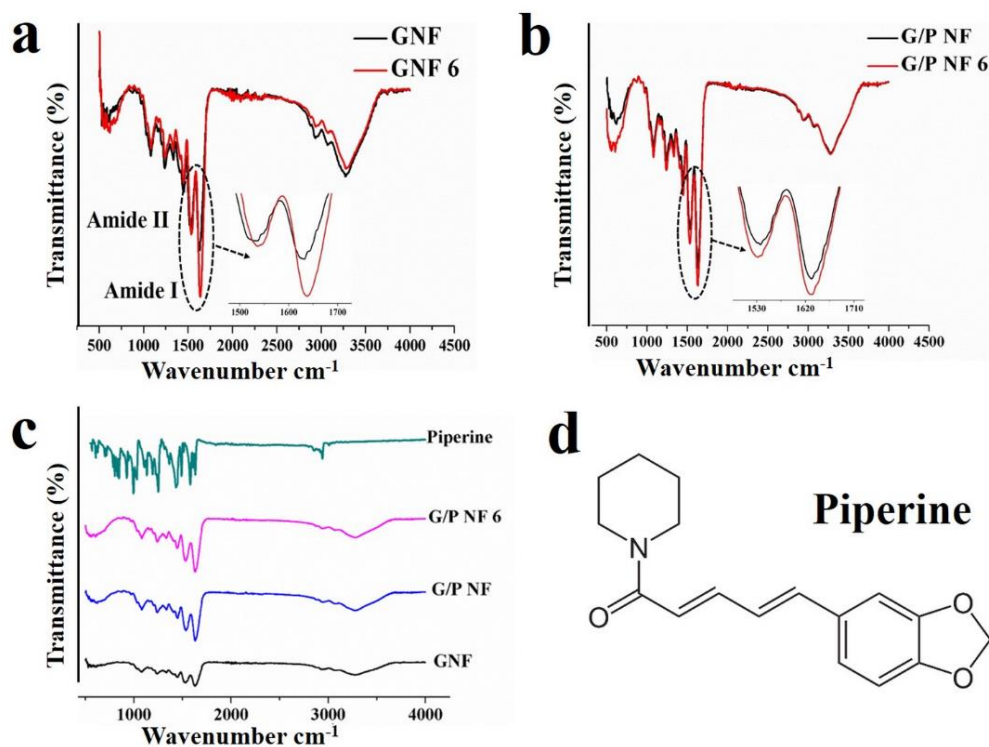 a
GNF
GNF 6
Transmittance (%)
Amide II
Amide I
1500 1600 1700
500 1000 1500 2000 2500 3000 3500 4000 4500
Wavenumber cm⁻¹
b
G/P NF
G/P NF 6
Transmittance (%)
1530 1620 1710
500 1000 1500 2000 2500 3000 3500 4000 4500
Wavenumber cm⁻¹
c
Piperine
G/P NF 6
G/P NF
GNF
Transmittance (%)
1000 2000 3000 4000
Wavenumber cm⁻¹
d
Piperine
N
O
O
O